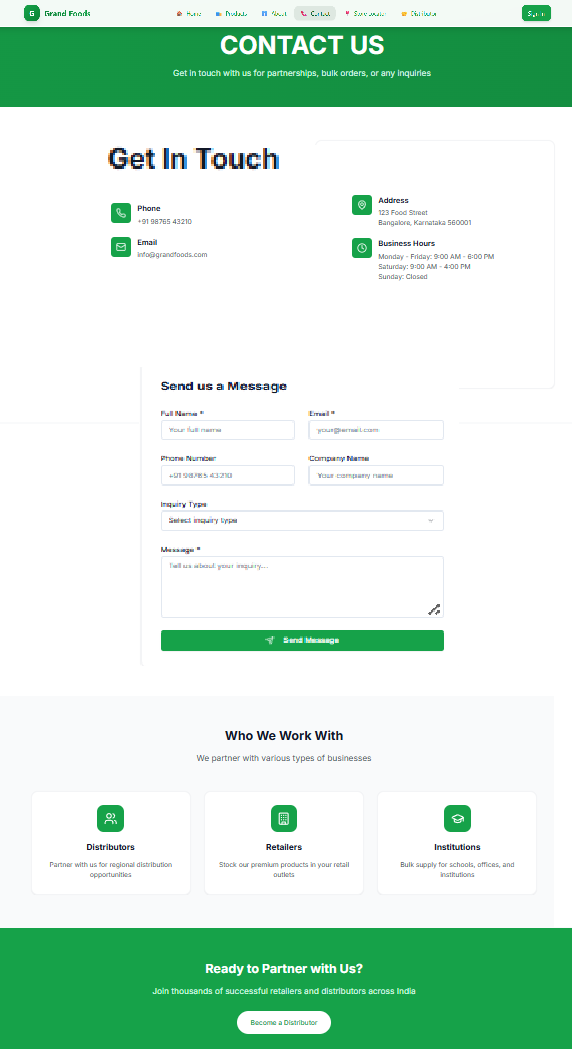 G Grand Foods
Home Products About Contact Store Locator Distributor
Sign In
CONTACT US
Get in touch with us for partnerships, bulk orders, or any inquiries
Get In Touch
Phone
+91 98765 43210
Email
info@grandfoods.com
Address
123 Food Street
Bangalore, Karnataka 560001
Business Hours
Monday - Friday: 9:00 AM - 6:00 PM
Saturday: 9:00 AM - 4:00 PM
Sunday: Closed
Send us a Message
Full Name * Email *
Your full name your@email.com
Phone Number Company Name
+91 98765 43210 Your company name
Inquiry Type
Select inquiry type
Message *
Tell us about your inquiry...
Send Message
Who We Work With
We partner with various types of businesses
Distributors
Partner with us for regional distribution
opportunities
Retailers
Stock our premium products in your retail
outlets
Institutions
Bulk supply for schools, offices, and
institutions
Ready to Partner with Us?
Join thousands of successful retailers and distributors across India
Become a Distributor